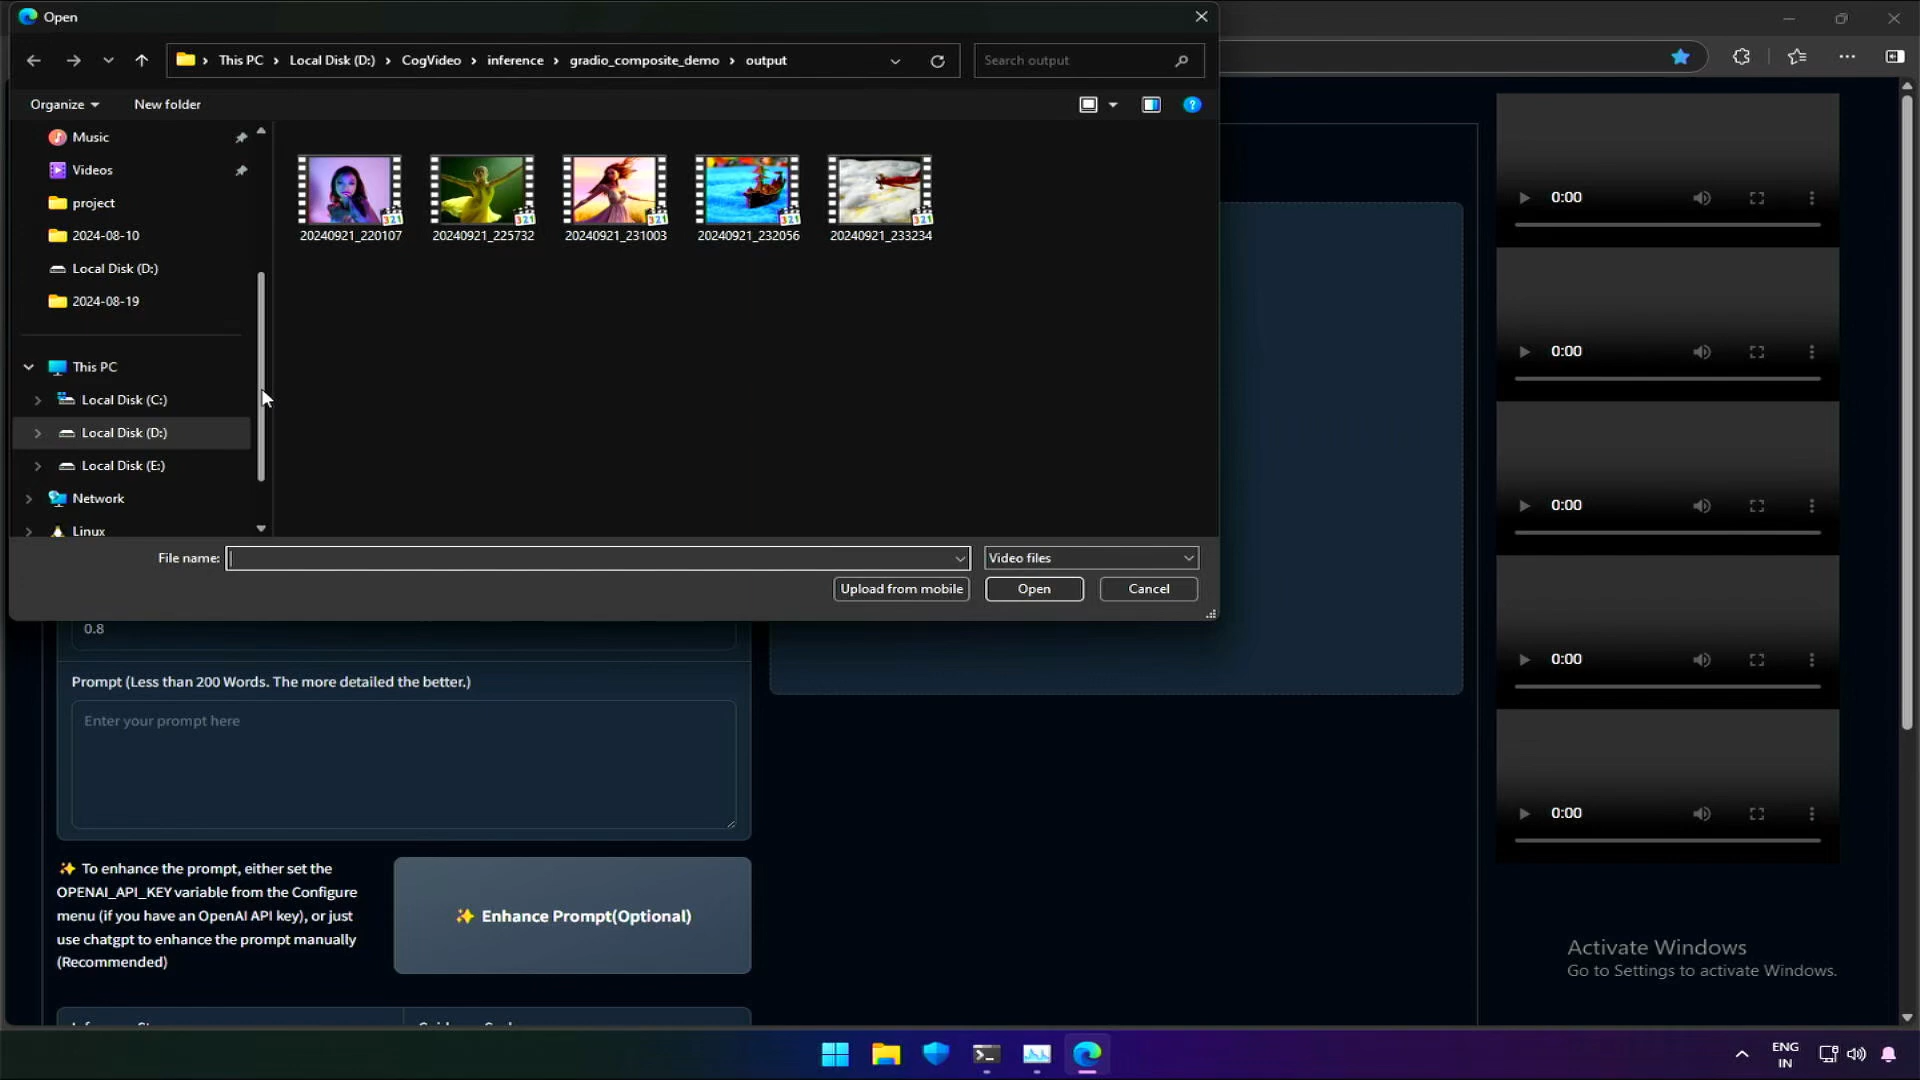 Open
This PC > Local Disk (D:) > CogVideo > inference > gradio_composite_demo > output
Search output
Organize
New folder
Music
Videos
project
2024-08-10
Local Disk (D:)
2024-08-19
This PC
Local Disk (C:)
Local Disk (D:)
Local Disk (E:)
Network
Linux
321
321
321
321
321
20240921_220107
20240921_225732
20240921_231003
20240921_232056
20240921_233234
File name:
Video files
Upload from mobile
Open
Cancel
0:00
0:00
0:00
0:00
0:00
0.8
Prompt (Less than 200 Words. The more detailed the better.)
Enter your prompt here
✨ To enhance the prompt, either set the
OPENAI_API_KEY variable from the Configure
menu (if you have an OpenAI API key), or just
use chatgpt to enhance the prompt manually
(Recommended)
✨ Enhance Prompt(Optional)
Activate Windows
Go to Settings to activate Windows.
ENG
IN